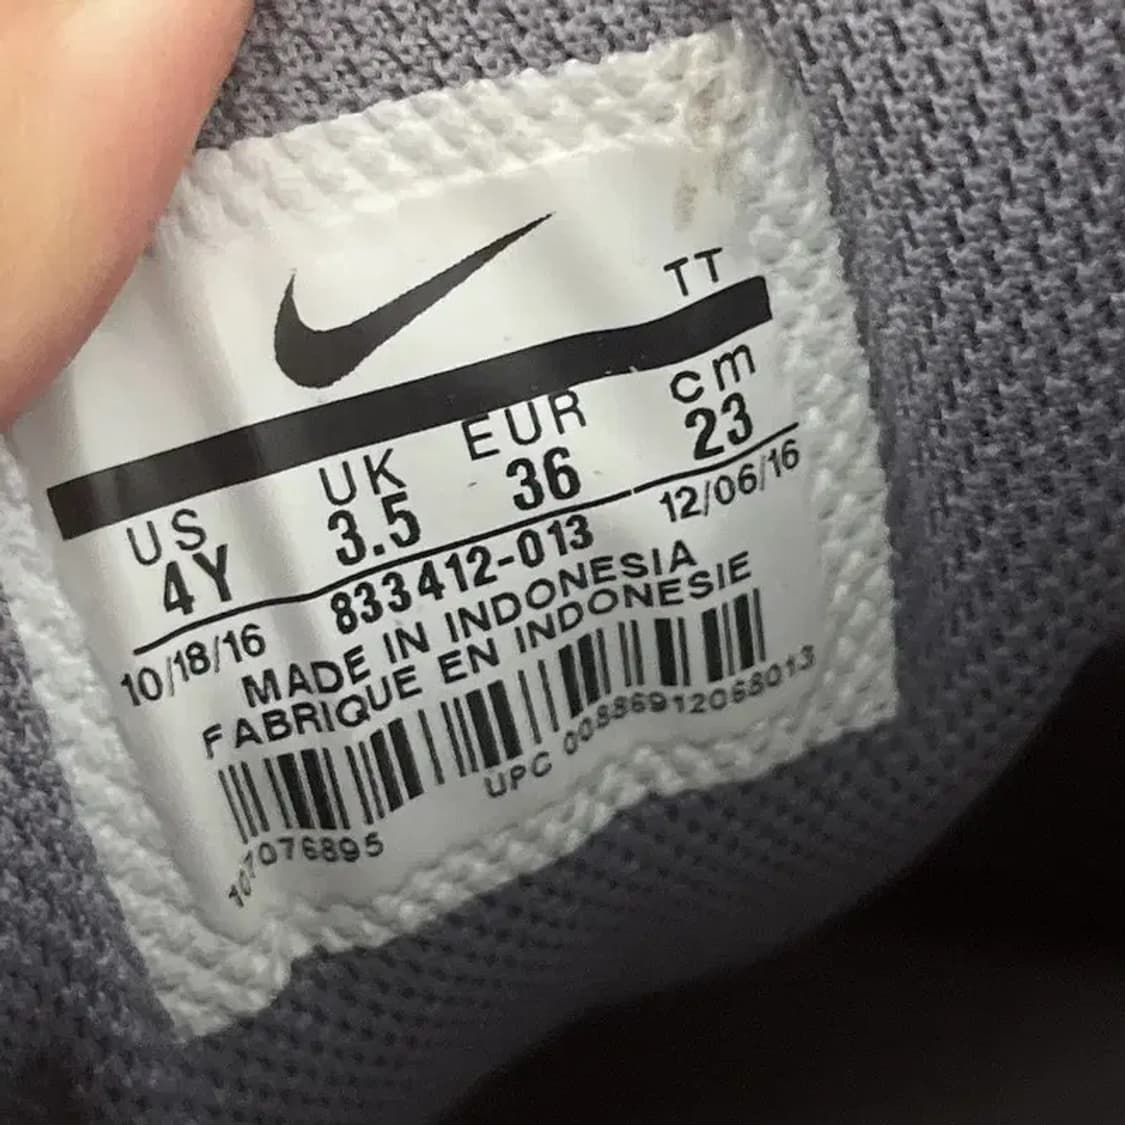 TT
US UK EUR cm
4Y 3.5 36 23
10/18/16 833412-013 12/06/16
MADE IN INDONESIA
FABRIQUE EN INDONESIE
UPC 00886912068013
107076895